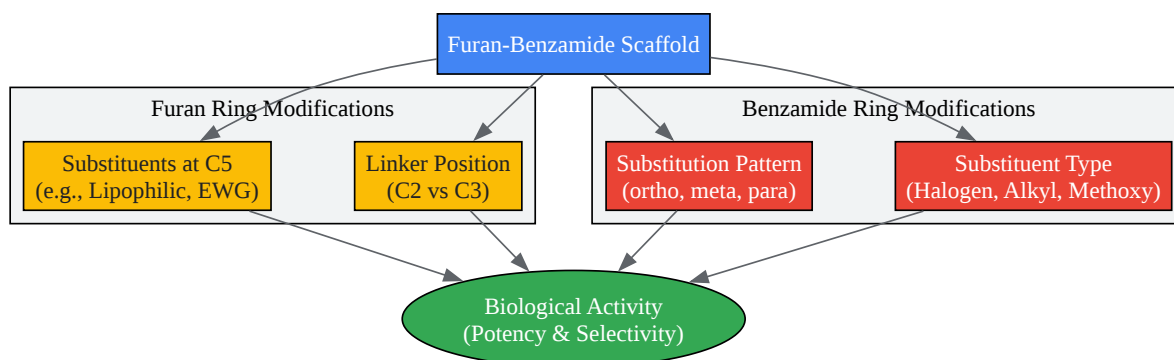 Furan-Benzamide Scaffold
Furan Ring Modifications
Benzamide Ring Modifications
Substituents at C5
(e.g., Lipophilic, EWG)
Linker Position
(C2 vs C3)
Substitution Pattern
(ortho, meta, para)
Substituent Type
(Halogen, Alkyl, Methoxy)
Biological Activity
(Potency & Selectivity)